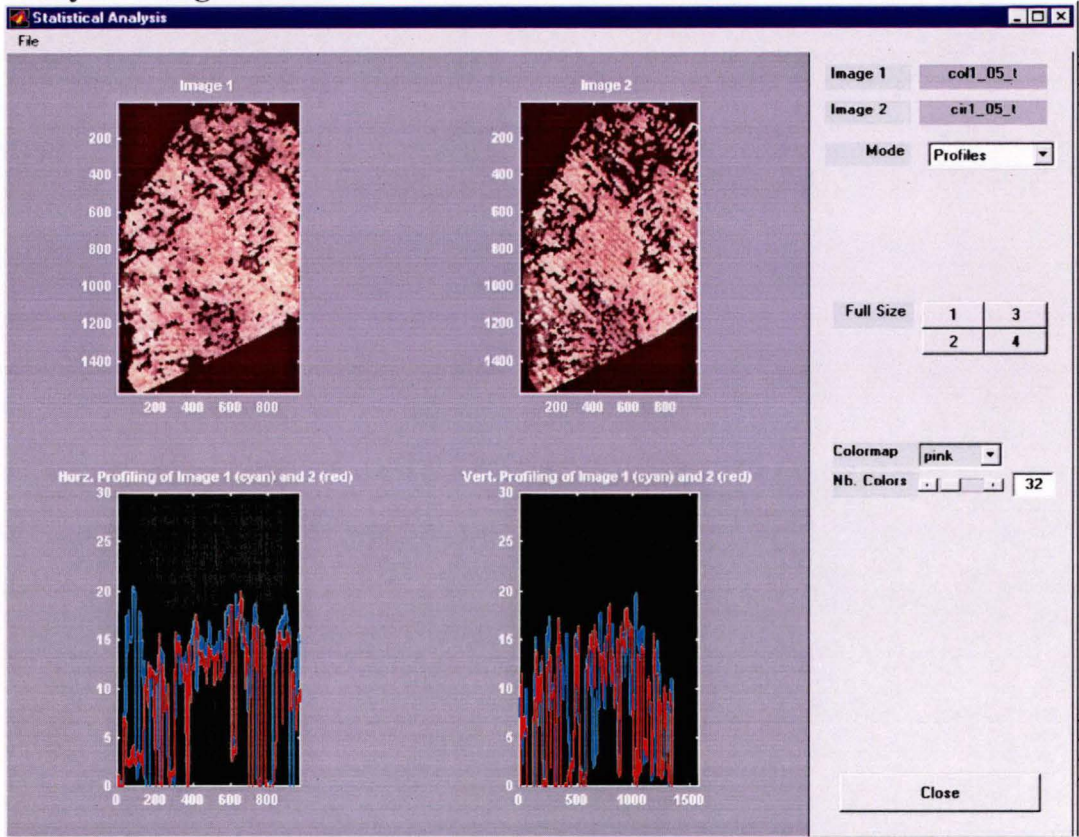 Statistical Analysis
File
Image 1
200
400
600
800
1000
1200
1400
200 400 600 800
Image 2
200
400
600
800
1000
1200
1400
200 400 600 800
Horz. Profiling of Image 1 (cyan) and 2 (red)
30
25
20
15
10
5
0
0 200 400 600 800
Vert. Profiling of Image 1 (cyan) and 2 (red)
30
25
20
15
10
5
0
0 500 1000 1500
Image 1 col1_05_t
Image 2 cir1_05_t
Mode Profiles
Full Size 1 3
2 4
Colormap pink
Nb. Colors 32
Close